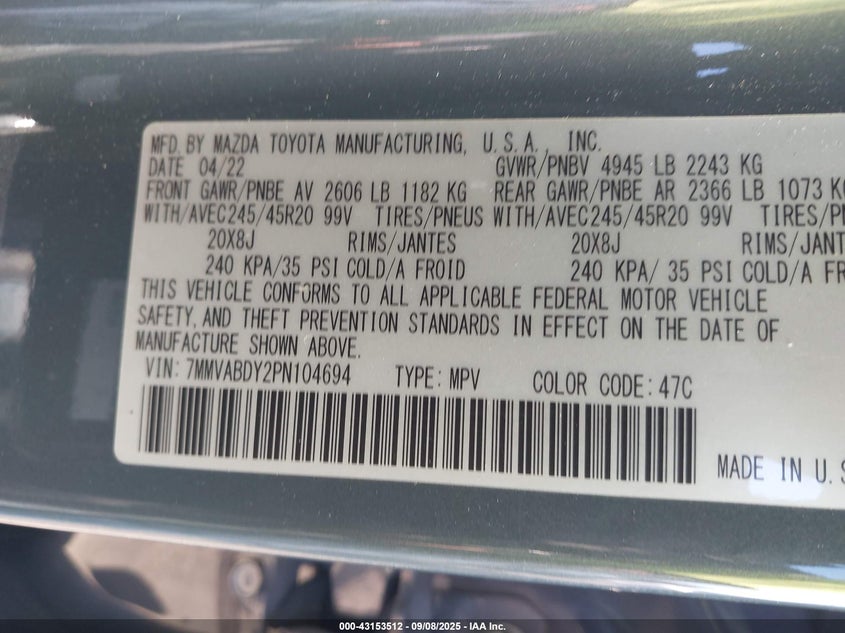 MFD. BY MAZDA TOYOTA MANUFACTURING, U.S.A., INC.
DATE 04/22 GVWR/PNBV 4945 LB 2243 KG
FRONT GAWR/PNBE AV 2606 LB 1182 KG REAR GAWR/PNBE AR 2366 LB 1073 KG
WITH/AVEC245/45R20 99V TIRES/PNEUS WITH/AVEC245/45R20 99V TIRES/PN
20X8J RIMS/JANTES 20X8J RIMS/JANT
240 KPA/35 PSI COLD/A FROID 240 KPA/ 35 PSI COLD/A FR
THIS VEHICLE CONFORMS TO ALL APPLICABLE FEDERAL MOTOR VEHICLE
SAFETY, AND THEFT PREVENTION STANDARDS IN EFFECT ON THE DATE OF
MANUFACTURE SHOWN ABOVE.
VIN: 7MMVABDY2PN104694 TYPE: MPV COLOR CODE: 47C
MADE IN U.S
000-43153512 - 09/08/2025 - IAA Inc.